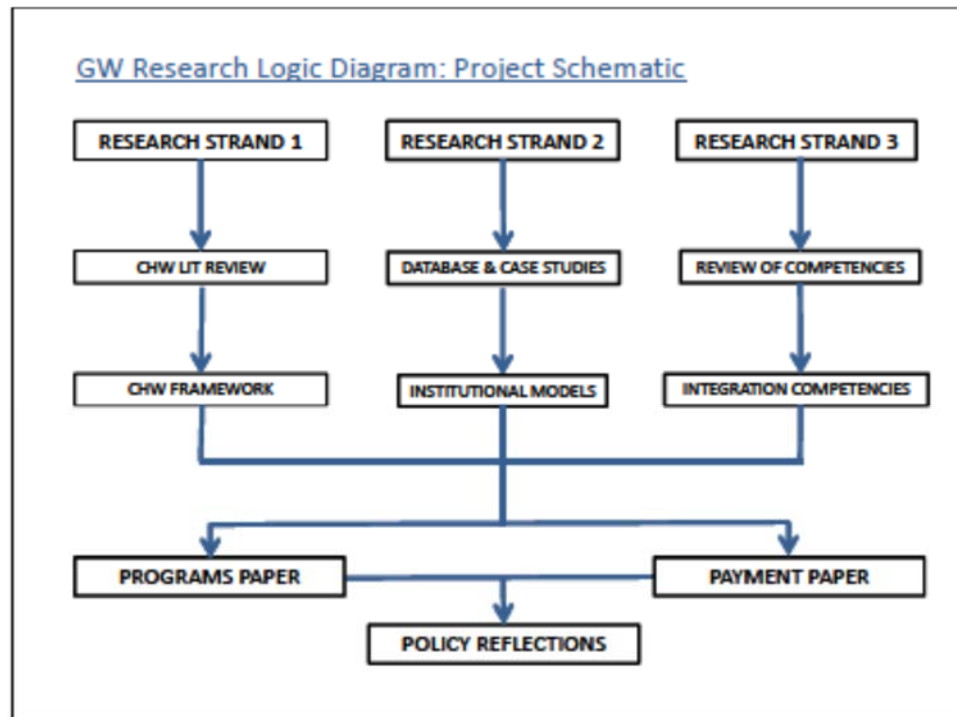 GW Research Logic Diagram: Project Schematic
RESEARCH STRAND 1
RESEARCH STRAND 2
RESEARCH STRAND 3
CHW LIT REVIEW
DATABASE & CASE STUDIES
REVIEW OF COMPETENCIES
CHW FRAMEWORK
INSTITUTIONAL MODELS
INTEGRATION COMPETENCIES
PROGRAMS PAPER
PAYMENT PAPER
POLICY REFLECTIONS